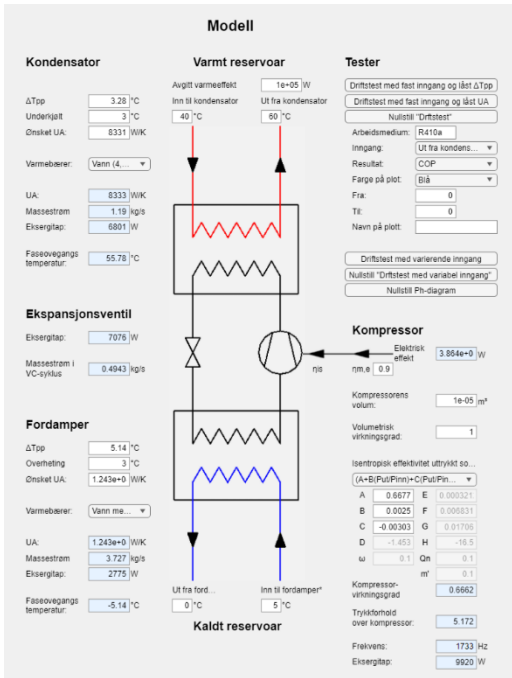 Modell
Kondensator
ΔTpp 3.28 °C
Underkjølt 3 °C
Ønsket UA: 8331 W/K
Varmebærer: Vann (4,...
UA: 8333 W/K
Massestrøm 1.19 kg/s
Eksergitap: 6801 W
Faseovegangs
temperatur: 55.78 °C
Ekspansjonsventil
Eksergitap: 7076 W
Massestrøm i
VC-syklus 0.4943 kg/s
Fordamper
ΔTpp 5.14 °C
Overheting 3 °C
Ønsket UA: 1.243e+0 W/K
Varmebærer: Vann me...
UA: 1.243e+0 W/K
Massestrøm 3.727 kg/s
Eksergitap: 2775 W
Faseovegangs
temperatur: -5.14 °C
Varmt reservoar
Avgitt varmeeffekt 1e+05 W
Inn til kondensator Ut fra kondensator
40 °C 60 °C
Ut fra ford... Inn til fordamper*
0 °C 5 °C
Kaldt reservoar
Tester
Driftstest med fast inngang og låst ΔTpp
Driftstest med fast inngang og låst UA
Nullstill "Drftstest"
Arbeidsmedium: R410a
Inngang: Ut fra kondens...
Resultat: COP
Farge på plot: Blå
Fra: 0
Til: 0
Navn på plott:
Driftstest med varierende inngang
Nullstill "Driftstest med variabel inngang"
Nullstill Ph-diagram
Kompressor
Elektrisk
effekt 3.864e+0 W
ηis ηm,e 0.9
Kompressorens
volum: 1e-05 m³
Volumetrisk
virkningsgrad: 1
Isentropisk effektivitet uttrykt so...
(A+B(Put/Pinn)+C(Put/Pin...
A 0.6677 E 0.000321
B 0.0025 F 0.006831
C -0.00303 G 0.01706
D -1.453 H -16.5
ω 0.1 Qn 0.1
m' 0.1
Kompressor-
virkningsgrad 0.6662
Trykkforhold
over kompressor: 5.172
Frekvens: 1733 Hz
Eksergitap: 9920 W